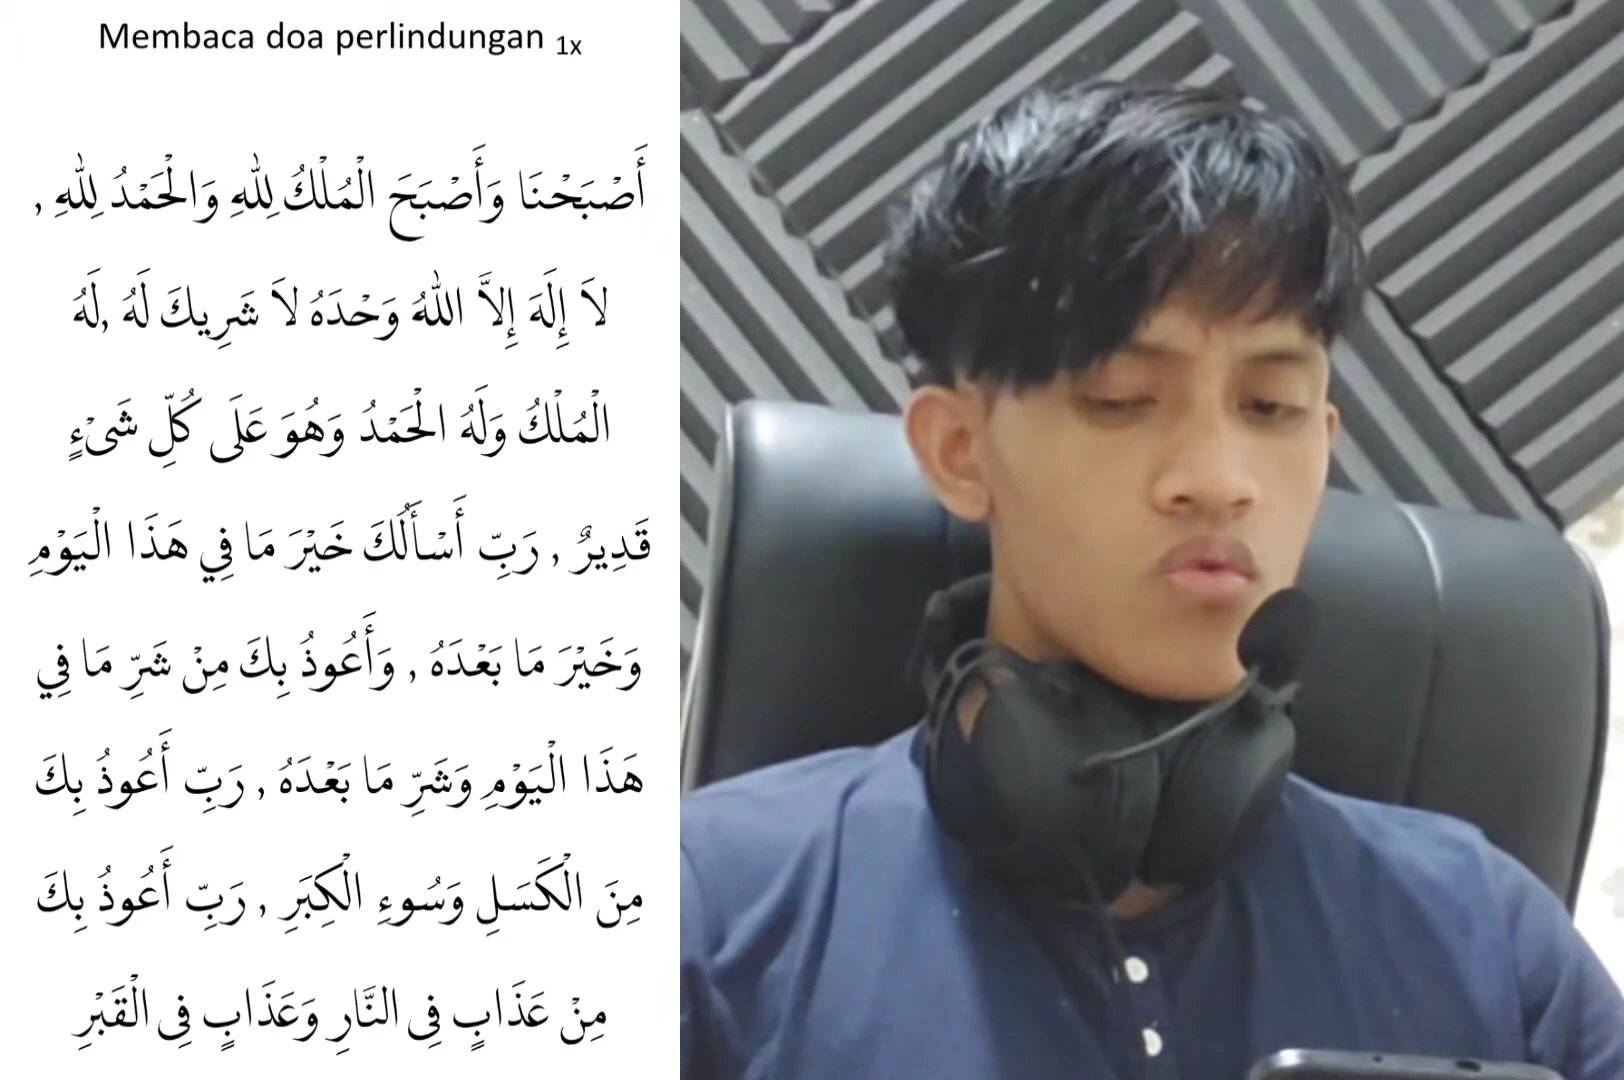 Membaca doa perlindungan 1x
أَصْبَحْنَا وَأَصْبَحَ الْمُلْكُ لِلَّهِ وَالْحَمْدُ لِلَّهِ ,
لاَ إِلَهَ إِلاَّ اللَّهُ وَحْدَهُ لاَ شَرِيكَ لَهُ ,لَهُ
الْمُلْكُ وَلَهُ الْحَمْدُ وَهُوَ عَلَى كُلِّ شَىْءٍ
قَدِيرٌ , رَبِّ أَسْأَلُكَ خَيْرَ مَا فِي هَذَا الْيَوْمِ
وَخَيْرَ مَا بَعْدَهُ , وَأَعُوذُ بِكَ مِنْ شَرِّ مَا فِي
هَذَا الْيَوْمِ وَشَرِّ مَا بَعْدَهُ , رَبِّ أَعُوذُ بِكَ
مِنَ الْكَسَلِ وَسُوءِ الْكِبَرِ , رَبِّ أَعُوذُ بِكَ
مِنْ عَذَابٍ فِى النَّارِ وَعَذَابٍ فِى الْقَبْرِ